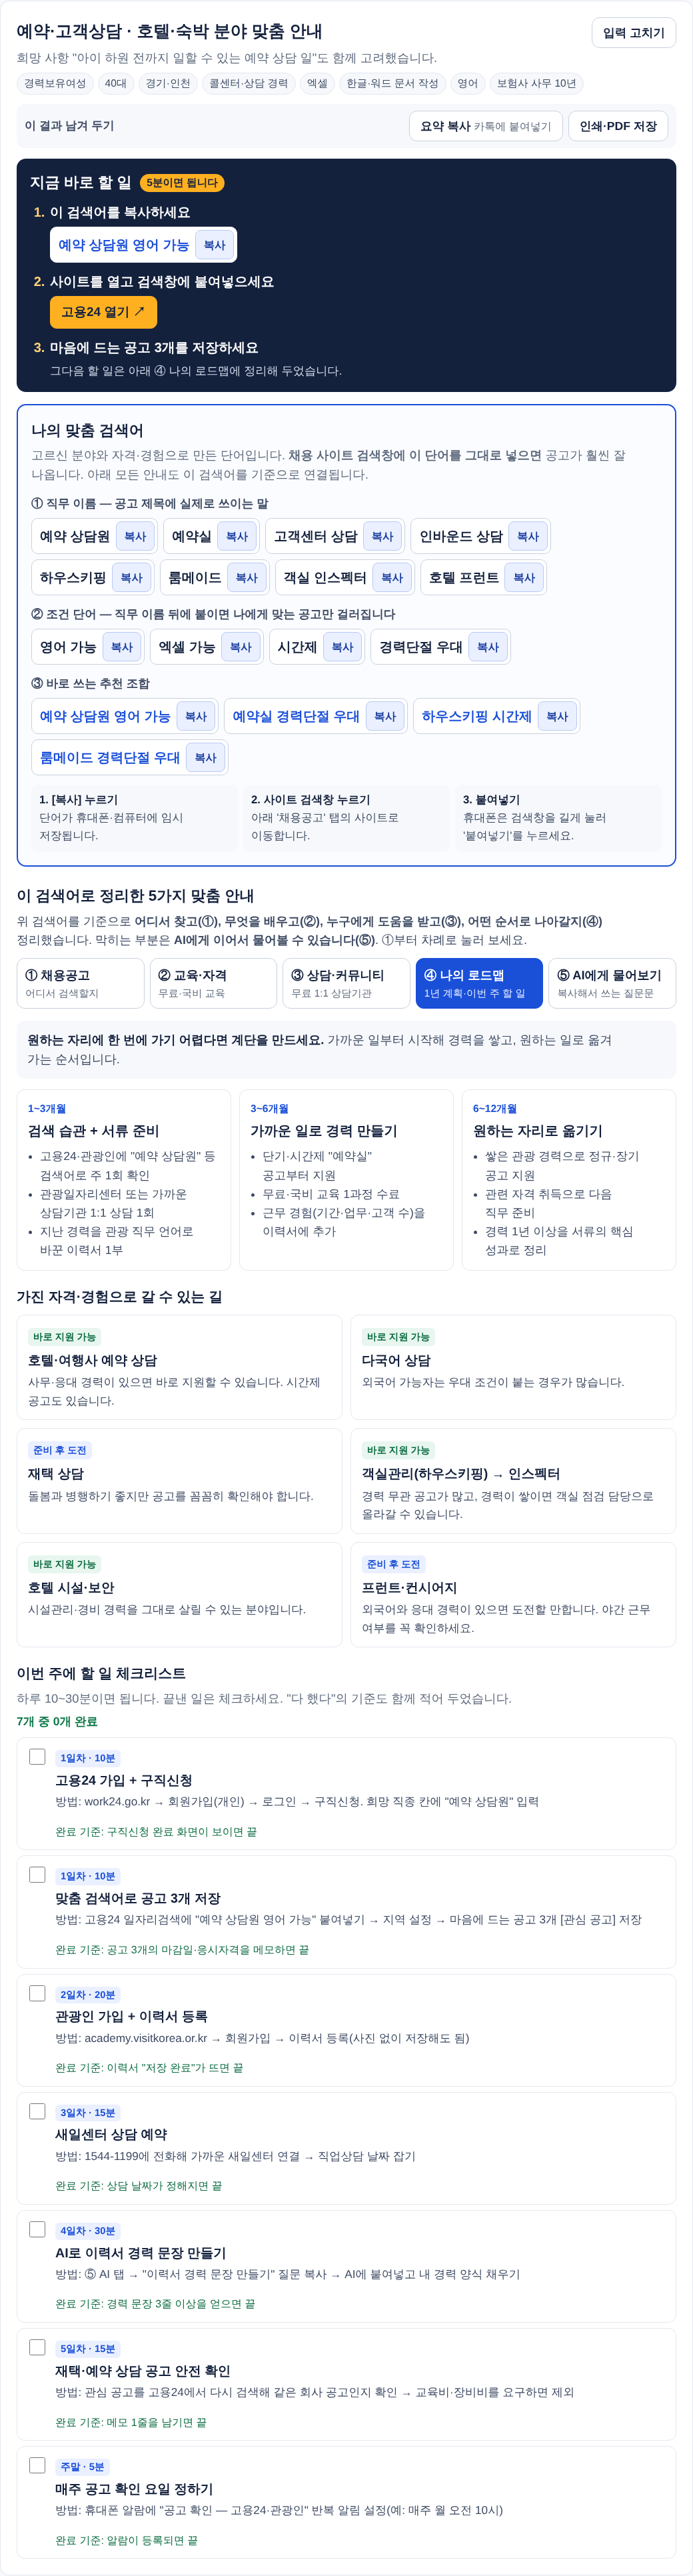 예약·고객상담 · 호텔·숙박 분야 맞춤 안내
입력 고치기
희망 사항 "아이 하원 전까지 일할 수 있는 예약 상담 일"도 함께 고려했습니다.
경력보유여성 40대 경기·인천 콜센터·상담 경력 엑셀 한글·워드 문서 작성 영어 보험사 사무 10년
이 결과 남겨 두기
요약 복사 카톡에 붙여넣기
인쇄·PDF 저장
지금 바로 할 일 5분이면 됩니다
1. 이 검색어를 복사하세요
예약 상담원 영어 가능 복사
2. 사이트를 열고 검색창에 붙여넣으세요
고용24 열기 ↗
3. 마음에 드는 공고 3개를 저장하세요
그다음 할 일은 아래 ④ 나의 로드맵에 정리해 두었습니다.
나의 맞춤 검색어
고르신 분야와 자격·경험으로 만든 단어입니다. 채용 사이트 검색창에 이 단어를 그대로 넣으면 공고가 훨씬 잘
나옵니다. 아래 모든 안내도 이 검색어를 기준으로 연결됩니다.
① 직무 이름 — 공고 제목에 실제로 쓰이는 말
예약 상담원 복사 예약실 복사 고객센터 상담 복사 인바운드 상담 복사
하우스키핑 복사 룸메이드 복사 객실 인스펙터 복사 호텔 프런트 복사
② 조건 단어 — 직무 이름 뒤에 붙이면 나에게 맞는 공고만 걸러집니다
영어 가능 복사 엑셀 가능 복사 시간제 복사 경력단절 우대 복사
③ 바로 쓰는 추천 조합
예약 상담원 영어 가능 복사 예약실 경력단절 우대 복사 하우스키핑 시간제 복사
룸메이드 경력단절 우대 복사
1. [복사] 누르기
단어가 휴대폰·컴퓨터에 임시
저장됩니다.
2. 사이트 검색창 누르기
아래 '채용공고' 탭의 사이트로
이동합니다.
3. 붙여넣기
휴대폰은 검색창을 길게 눌러
'붙여넣기'를 누르세요.
이 검색어로 정리한 5가지 맞춤 안내
위 검색어를 기준으로 어디서 찾고(①), 무엇을 배우고(②), 누구에게 도움을 받고(③), 어떤 순서로 나아갈지(④)
정리했습니다. 막히는 부분은 AI에게 이어서 물어볼 수 있습니다(⑤). ①부터 차례로 눌러 보세요.
① 채용공고
어디서 검색할지
② 교육·자격
무료·국비 교육
③ 상담·커뮤니티
무료 1:1 상담기관
④ 나의 로드맵
1년 계획·이번 주 할 일
⑤ AI에게 물어보기
복사해서 쓰는 질문문
원하는 자리에 한 번에 가기 어렵다면 계단을 만드세요. 가까운 일부터 시작해 경력을 쌓고, 원하는 일로 옮겨
가는 순서입니다.
1~3개월
검색 습관 + 서류 준비
• 고용24·관광인에 "예약 상담원" 등
검색어로 주 1회 확인
• 관광일자리센터 또는 가까운
상담기관 1:1 상담 1회
• 지난 경력을 관광 직무 언어로
바꾼 이력서 1부
3~6개월
가까운 일로 경력 만들기
• 단기·시간제 "예약실"
공고부터 지원
• 무료·국비 교육 1과정 수료
• 근무 경험(기간·업무·고객 수)을
이력서에 추가
6~12개월
원하는 자리로 옮기기
• 쌓은 관광 경력으로 정규·장기
공고 지원
• 관련 자격 취득으로 다음
직무 준비
• 경력 1년 이상을 서류의 핵심
성과로 정리
가진 자격·경험으로 갈 수 있는 길
바로 지원 가능
호텔·여행사 예약 상담
사무·응대 경력이 있으면 바로 지원할 수 있습니다. 시간제
공고도 있습니다.
바로 지원 가능
다국어 상담
외국어 가능자는 우대 조건이 붙는 경우가 많습니다.
준비 후 도전
재택 상담
돌봄과 병행하기 좋지만 공고를 꼼꼼히 확인해야 합니다.
바로 지원 가능
객실관리(하우스키핑) → 인스펙터
경력 무관 공고가 많고, 경력이 쌓이면 객실 점검 담당으로
올라갈 수 있습니다.
바로 지원 가능
호텔 시설·보안
시설관리·경비 경력을 그대로 살릴 수 있는 분야입니다.
준비 후 도전
프런트·컨시어지
외국어와 응대 경력이 있으면 도전할 만합니다. 야간 근무
여부를 꼭 확인하세요.
이번 주에 할 일 체크리스트
하루 10~30분이면 됩니다. 끝낸 일은 체크하세요. "다 했다"의 기준도 함께 적어 두었습니다.
7개 중 0개 완료
1일차 · 10분
고용24 가입 + 구직신청
방법: work24.go.kr → 회원가입(개인) → 로그인 → 구직신청. 희망 직종 칸에 "예약 상담원" 입력
완료 기준: 구직신청 완료 화면이 보이면 끝
1일차 · 10분
맞춤 검색어로 공고 3개 저장
방법: 고용24 일자리검색에 "예약 상담원 영어 가능" 붙여넣기 → 지역 설정 → 마음에 드는 공고 3개 [관심 공고] 저장
완료 기준: 공고 3개의 마감일·응시자격을 메모하면 끝
2일차 · 20분
관광인 가입 + 이력서 등록
방법: academy.visitkorea.or.kr → 회원가입 → 이력서 등록(사진 없이 저장해도 됨)
완료 기준: 이력서 "저장 완료"가 뜨면 끝
3일차 · 15분
새일센터 상담 예약
방법: 1544-1199에 전화해 가까운 새일센터 연결 → 직업상담 날짜 잡기
완료 기준: 상담 날짜가 정해지면 끝
4일차 · 30분
AI로 이력서 경력 문장 만들기
방법: ⑤ AI 탭 → "이력서 경력 문장 만들기" 질문 복사 → AI에 붙여넣고 내 경력 양식 채우기
완료 기준: 경력 문장 3줄 이상을 얻으면 끝
5일차 · 15분
재택·예약 상담 공고 안전 확인
방법: 관심 공고를 고용24에서 다시 검색해 같은 회사 공고인지 확인 → 교육비·장비비를 요구하면 제외
완료 기준: 메모 1줄을 남기면 끝
주말 · 5분
매주 공고 확인 요일 정하기
방법: 휴대폰 알람에 "공고 확인 — 고용24·관광인" 반복 알림 설정(예: 매주 월 오전 10시)
완료 기준: 알람이 등록되면 끝